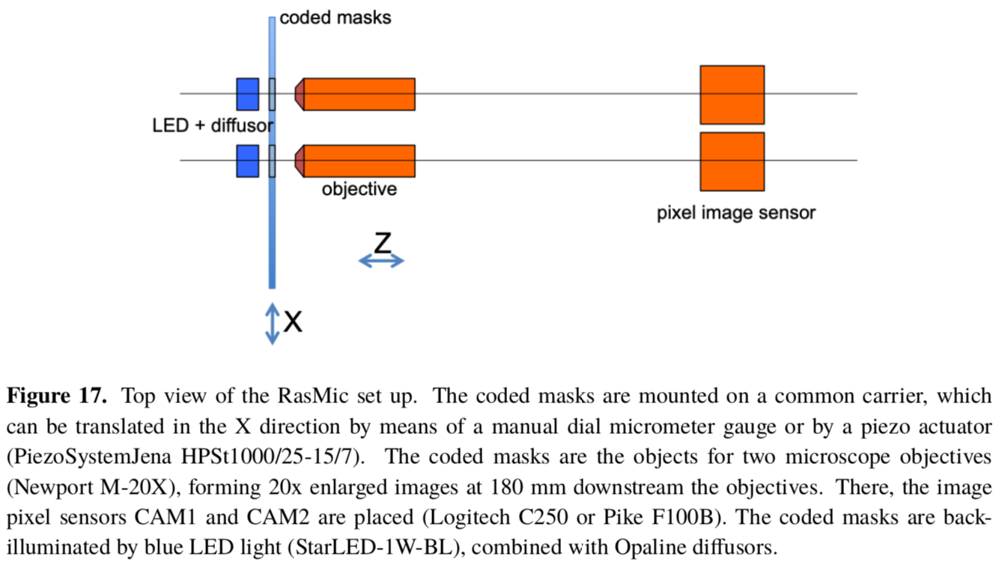 coded masks
LED + diffusor
objective
pixel image sensor
Z
X
Figure 17. Top view of the RasMic set up. The coded masks are mounted on a common carrier, which
can be translated in the X direction by means of a manual dial micrometer gauge or by a piezo actuator
(PiezoSystemJena HPSt1000/25-15/7). The coded masks are the objects for two microscope objectives
(Newport M-20X), forming 20x enlarged images at 180 mm downstream the objectives. There, the image
pixel sensors CAM1 and CAM2 are placed (Logitech C250 or Pike F100B). The coded masks are back-
illuminated by blue LED light (StarLED-1W-BL), combined with Opaline diffusors.